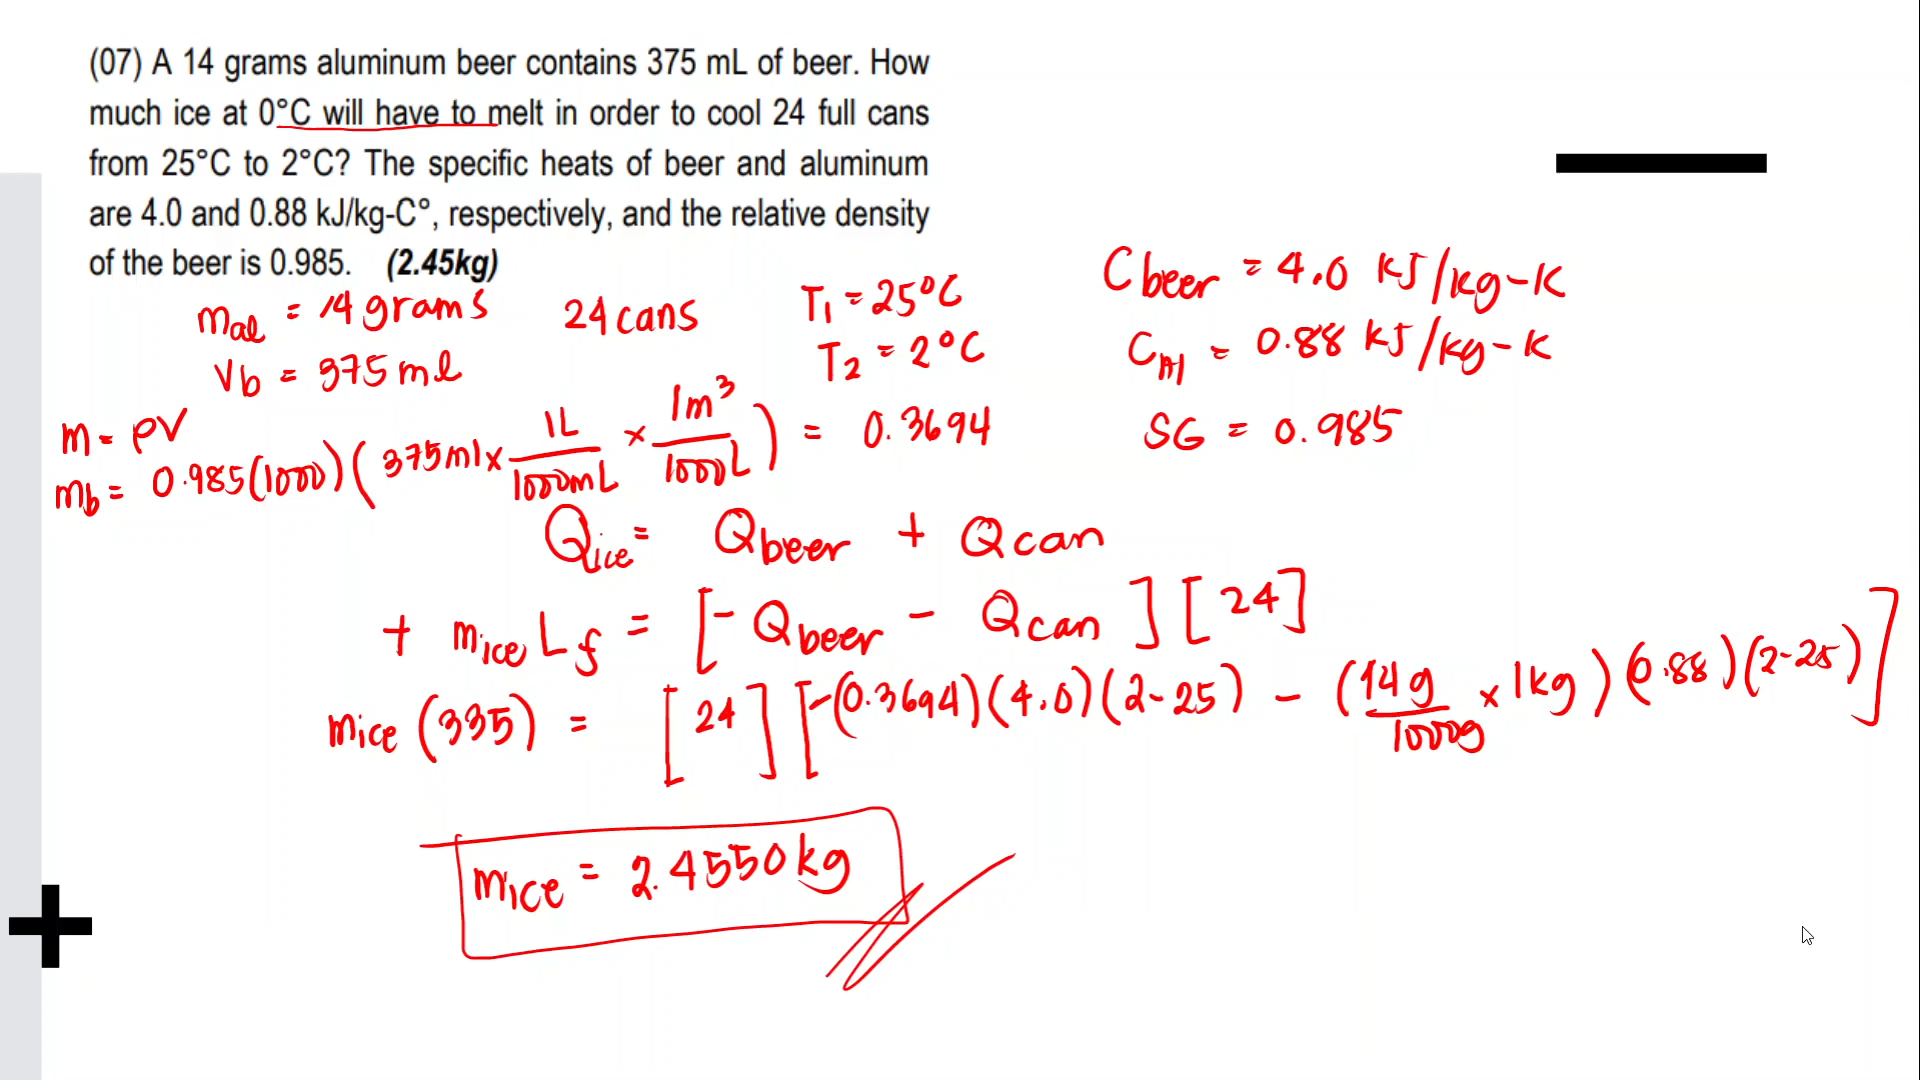 (07) A 14 grams aluminum beer contains 375 mL of beer. How
much ice at 0°C will have to melt in order to cool 24 full cans
from 25°C to 2°C? The specific heats of beer and aluminum
are 4.0 and 0.88 kJ/kg-C°, respectively, and the relative density
of the beer is 0.985. (2.45kg)
mal = 14 grams 24 cans T1 = 25°C Cbeer = 4.0 kJ/kg-K
Vb = 375 ml T2 = 2°C CAl = 0.88 kJ/kg-K
m = ρV SG = 0.985
mb = 0.985(1000)(375ml x 1L/1000mL x 1m³/1000L) = 0.3694
Qice = Qbeer + Qcan
+ mice Lf = [-Qbeer - Qcan][24]
mice (335) = [24][-(0.3694)(4.0)(2-25) - (14g/1000g x 1kg)(0.88)(2-25)]
mice = 2.4550kg